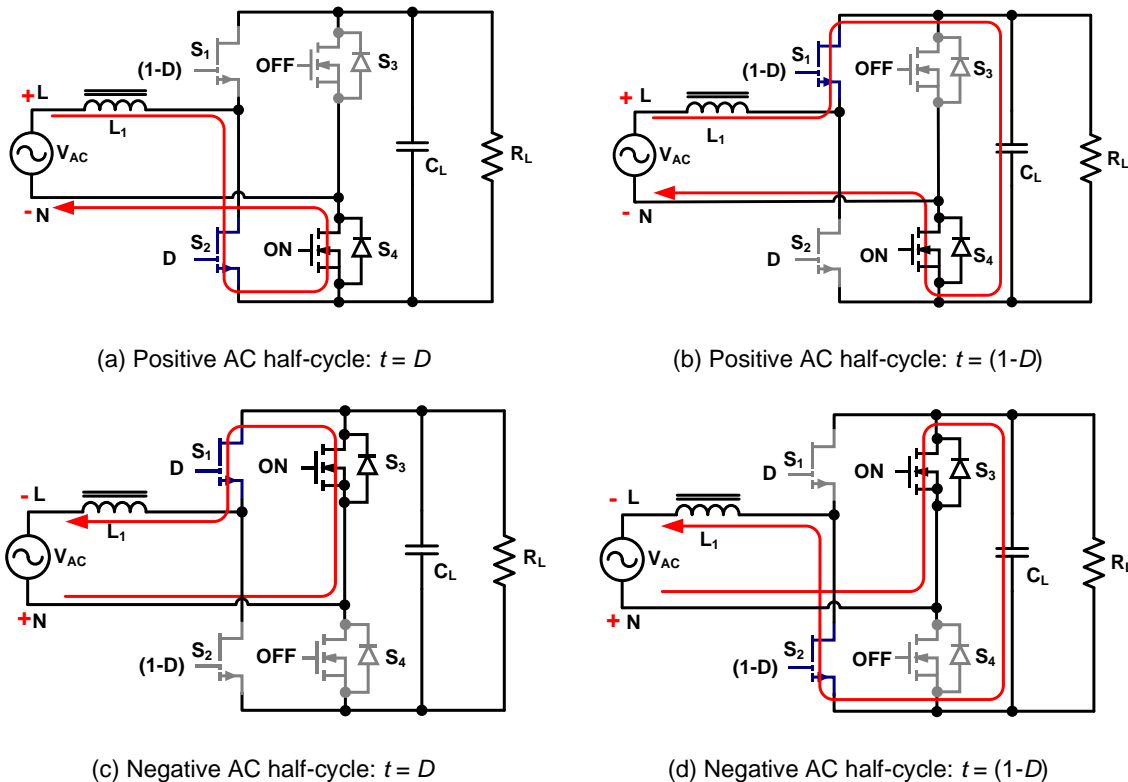 S1
(1-D)
OFF
S3
+ L
L1
VAC
CL
RL
- N
S2
D
ON
S4
(a) Positive AC half-cycle: t = D
S1
(1-D)
OFF
S3
+ L
L1
VAC
CL
RL
- N
S2
D
ON
S4
(b) Positive AC half-cycle: t = (1-D)
S1
D
ON
S3
- L
L1
VAC
CL
RL
+N
S2
(1-D)
OFF
S4
(c) Negative AC half-cycle: t = D
S1
D
ON
S3
- L
L1
VAC
CL
RL
+ N
S2
(1-D)
OFF
S4
(d) Negative AC half-cycle: t = (1-D)